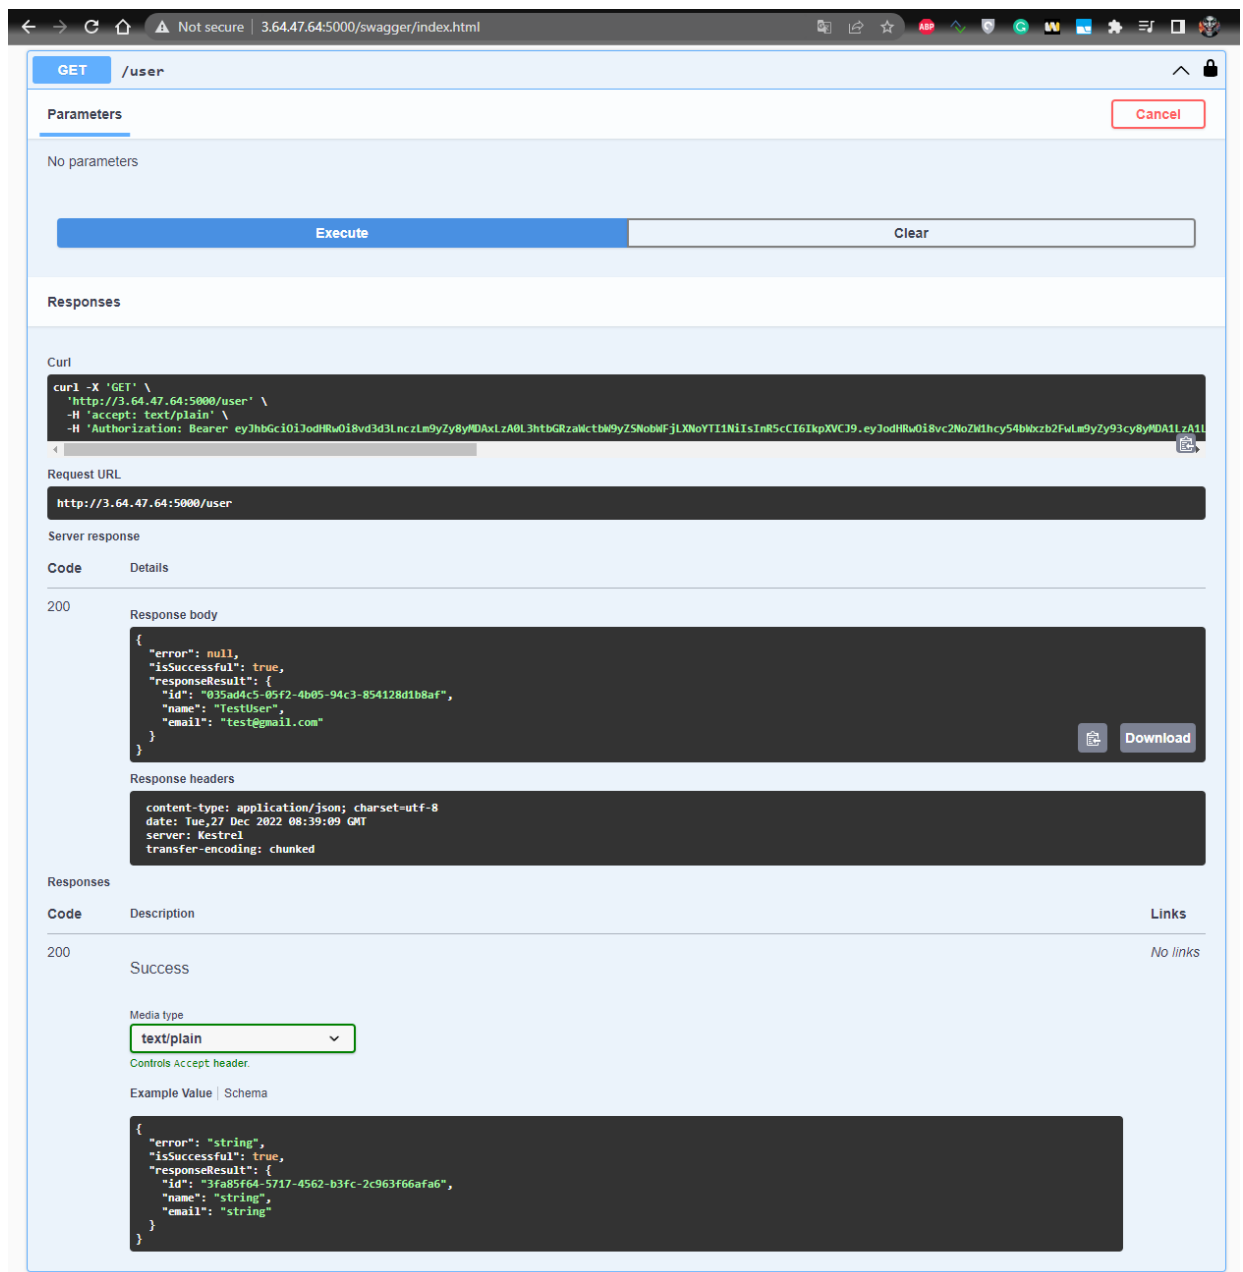 Not secure | 3.64.47.64:5000/swagger/index.html
ABP
GET /user
Parameters
Cancel
No parameters
Execute
Clear
Responses
Curl
curl -X 'GET' \
'http://3.64.47.64:5000/user' \
-H 'accept: text/plain' \
-H 'Authorization: Bearer
Request URL
http://3.64.47.64:5000/user
Server response
Code Details
200
Response body
{
"error": null,
"isSuccessful": true,
"responseResult": {
"id": "035ad4c5-05f2-4b05-94c3-854128d1b8af",
"name": "TestUser",
"email": "test@gmail.com"
}
}
Download
Response headers
content-type: application/json; charset=utf-8
date: Tue,27 Dec 2022 08:39:09 GMT
server: Kestrel
transfer-encoding: chunked
Responses
Code Description Links
200
Success
No links
Media type
text/plain
Controls Accept header.
Example Value | Schema
{
"error": "string",
"isSuccessful": true,
"responseResult": {
"id": "3fa85f64-5717-4562-b3fc-2c963f66afa6",
"name": "string",
"email": "string"
}
}